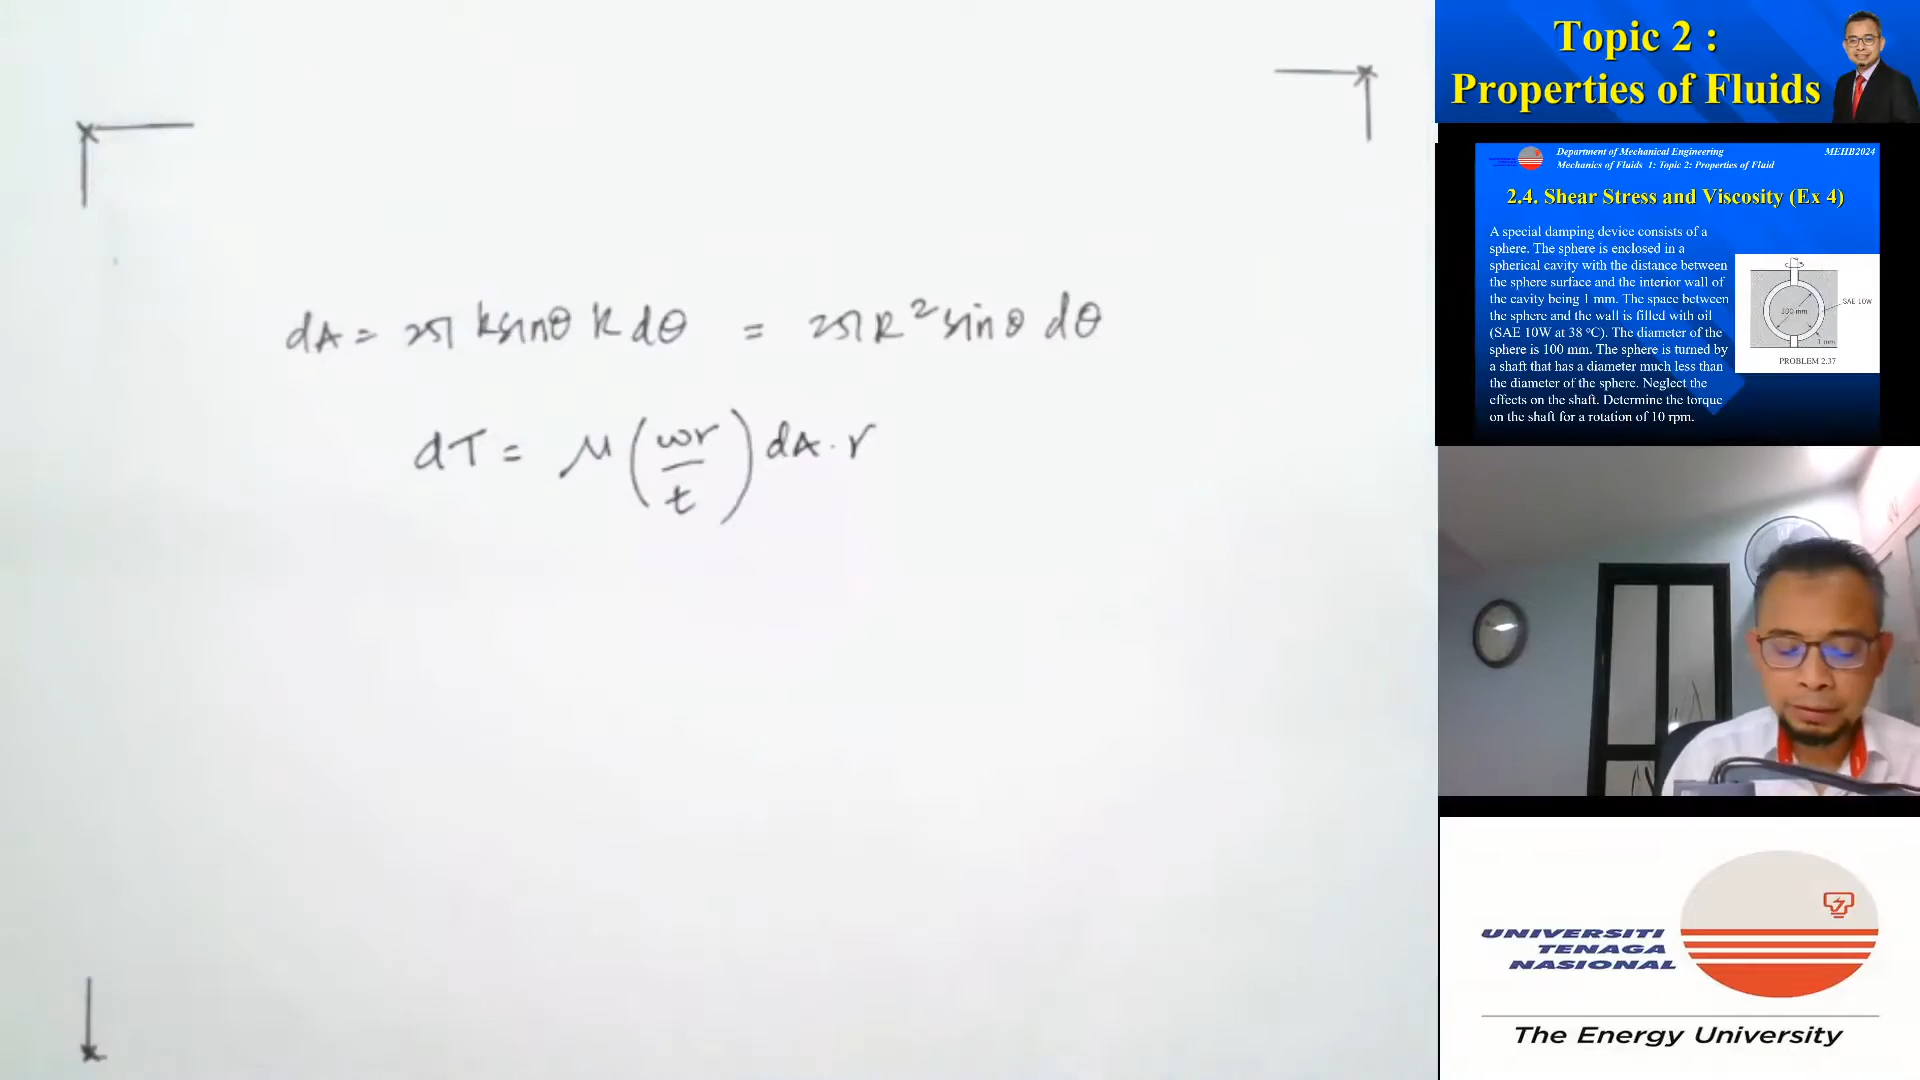 dA = 2π R sinθ R dθ = 2π R² sin θ dθ
dT = μ (ωr/t) dA · r
Topic 2 :
Properties of Fluids
Department of Mechanical Engineering
MEHB2024
Mechanics of Fluids 1: Topic 2: Properties of Fluid
2.4. Shear Stress and Viscosity (Ex 4)
A special damping device consists of a
sphere. The sphere is enclosed in a
spherical cavity with the distance between
the sphere surface and the interior wall of
the cavity being 1 mm. The space between
the sphere and the wall is filled with oil
(SAE 10W at 38 °C). The diameter of the
sphere is 100 mm. The sphere is turned by
a shaft that has a diameter much less than
the diameter of the sphere. Neglect the
effects on the shaft. Determine the torque
on the shaft for a rotation of 10 rpm.
SAE 10W
100 mm
1 mm
PROBLEM 2.37
UNIVERSITI
TENAGA
NASIONAL
The Energy University